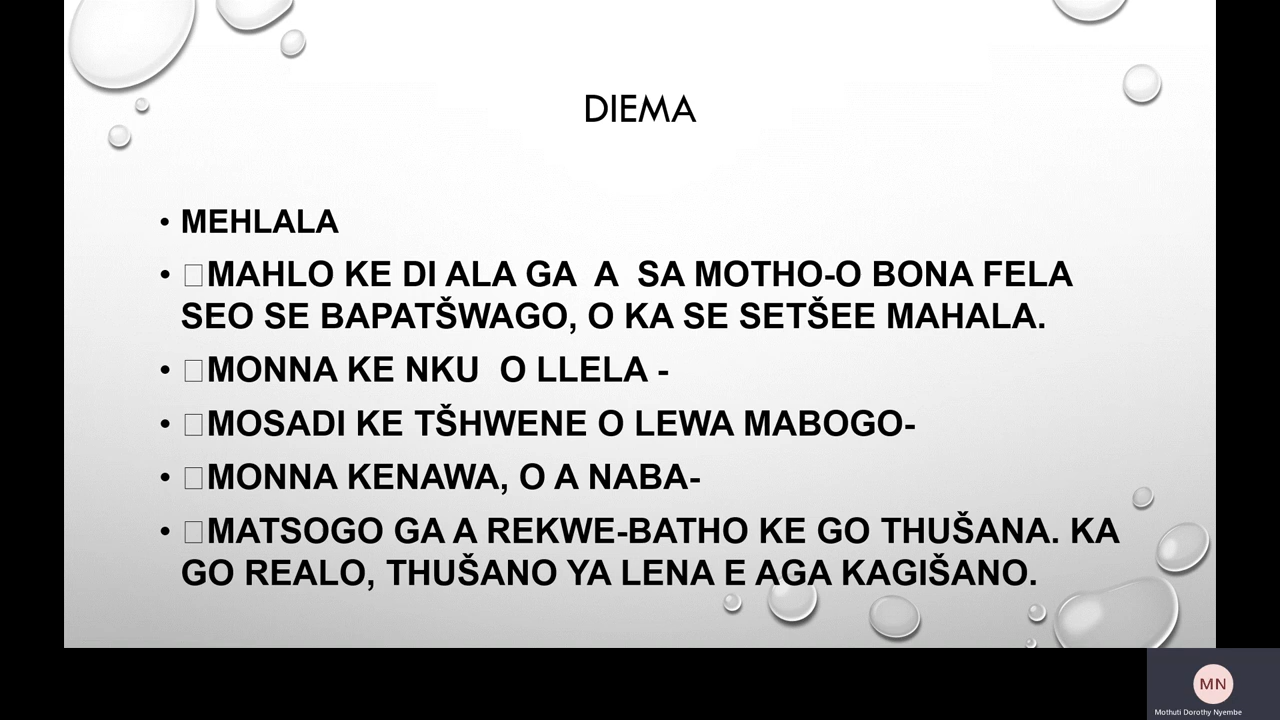 DIEMA
• MEHLALA
• □MAHLO KE DI ALA GA A SA MOTHO-O BONA FELA
SEO SE BAPATŠWAGO, O KA SE SETŠEE MAHALA.
• □MONNA KE NKU O LLELA -
• □MOSADI KE TŠHWENE O LEWA MABOGO-
• □MONNA KENAWA, O A NABA-
• □MATSOGO GA A REKWE-BATHO KE GO THUŠANA. KA
GO REALO, THUŠANO YA LENA E AGA KAGIŠANO.
MN
Mothuti Dorothy Nyembe